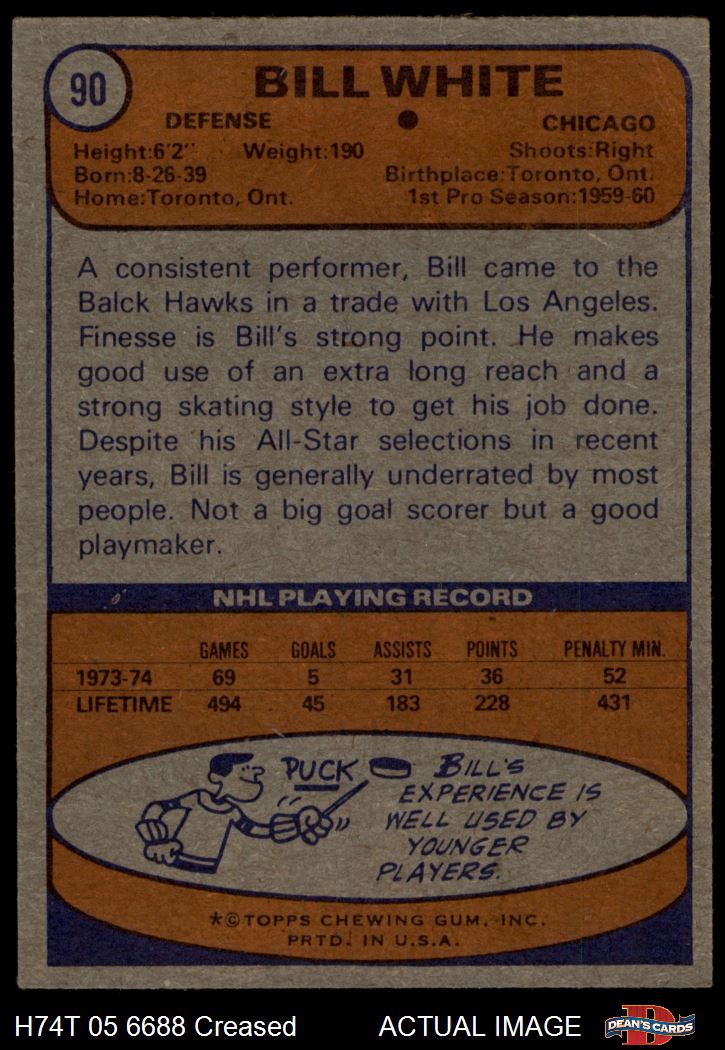 90
BILL WHITE
DEFENSE
CHICAGO
Height:6'2" Weight:190 Shoots:Right
Born:8-26-39 Birthplace:Toronto, Ont.
Home:Toronto, Ont. 1st Pro Season:1959-60
A consistent performer, Bill came to the
Balck Hawks in a trade with Los Angeles.
Finesse is Bill's strong point. He makes
good use of an extra long reach and a
strong skating style to get his job done.
Despite his All-Star selections in recent
years, Bill is generally underrated by most
people. Not a big goal scorer but a good
playmaker.
NHL PLAYING RECORD
GAMES GOALS ASSISTS POINTS PENALTY MIN.
1973-74 69 5 31 36 52
LIFETIME 494 45 183 228 431
PUCK
BILL'S
EXPERIENCE IS
WELL USED BY
YOUNGER
PLAYERS.
*© TOPPS CHEWING GUM, INC.
PRTD. IN U.S.A.
H74T 05 6688 Creased ACTUAL IMAGE
D
DEAN'S CARDS